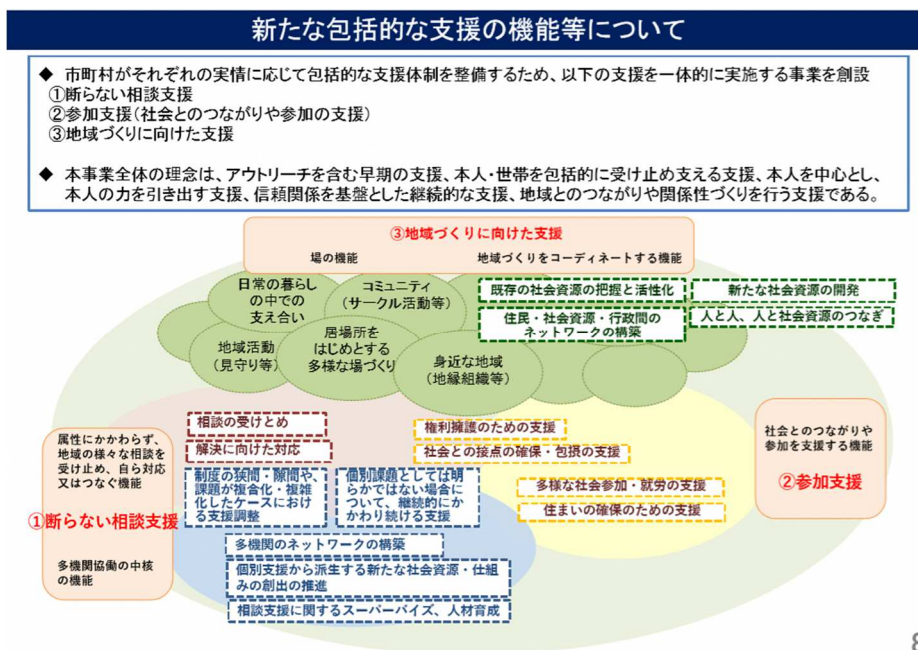 新たな包括的な支援の機能等について
◆ 市町村がそれぞれの実情に応じて包括的な支援体制を整備するため、以下の支援を一体的に実施する事業を創設
①断らない相談支援
②参加支援（社会とのつながりや参加の支援）
③地域づくりに向けた支援
◆ 本事業全体の理念は、アウトリーチを含む早期の支援、本人・世帯を包括的に受け止め支える支援、本人を中心とし、
本人の力を引き出す支援、信頼関係を基盤とした継続的な支援、地域とのつながりや関係性づくりを行う支援である。
③地域づくりに向けた支援
場の機能
地域づくりをコーディネートする機能
日常の暮らし
の中での
支え合い
コミュニティ
（サークル活動等）
地域活動
（見守り等）
居場所を
はじめとする
多様な場づくり
身近な地域
（地縁組織等）
既存の社会資源の把握と活性化
新たな社会資源の開発
住民・社会資源・行政間の
ネットワークの構築
人と人、人と社会資源のつなぎ
属性にかかわらず、
地域の様々な相談を
受け止め、自ら対応
又はつなぐ機能
①断らない相談支援
多機関協働の中核
の機能
相談の受けとめ
解決に向けた対応
制度の狭間・隙間や、
課題が複合化・複雑
化したケースにおけ
る支援調整
個別課題としては明
らかではない場合に
ついて、継続的にか
かわり続ける支援
多機関のネットワークの構築
個別支援から派生する新たな社会資源・仕組
みの創出の推進
相談支援に関するスーパーバイズ、人材育成
権利擁護のための支援
社会との接点の確保・包摂の支援
多様な社会参加・就労の支援
住まいの確保のための支援
社会とのつながりや
参加を支援する機能
②参加支援
8